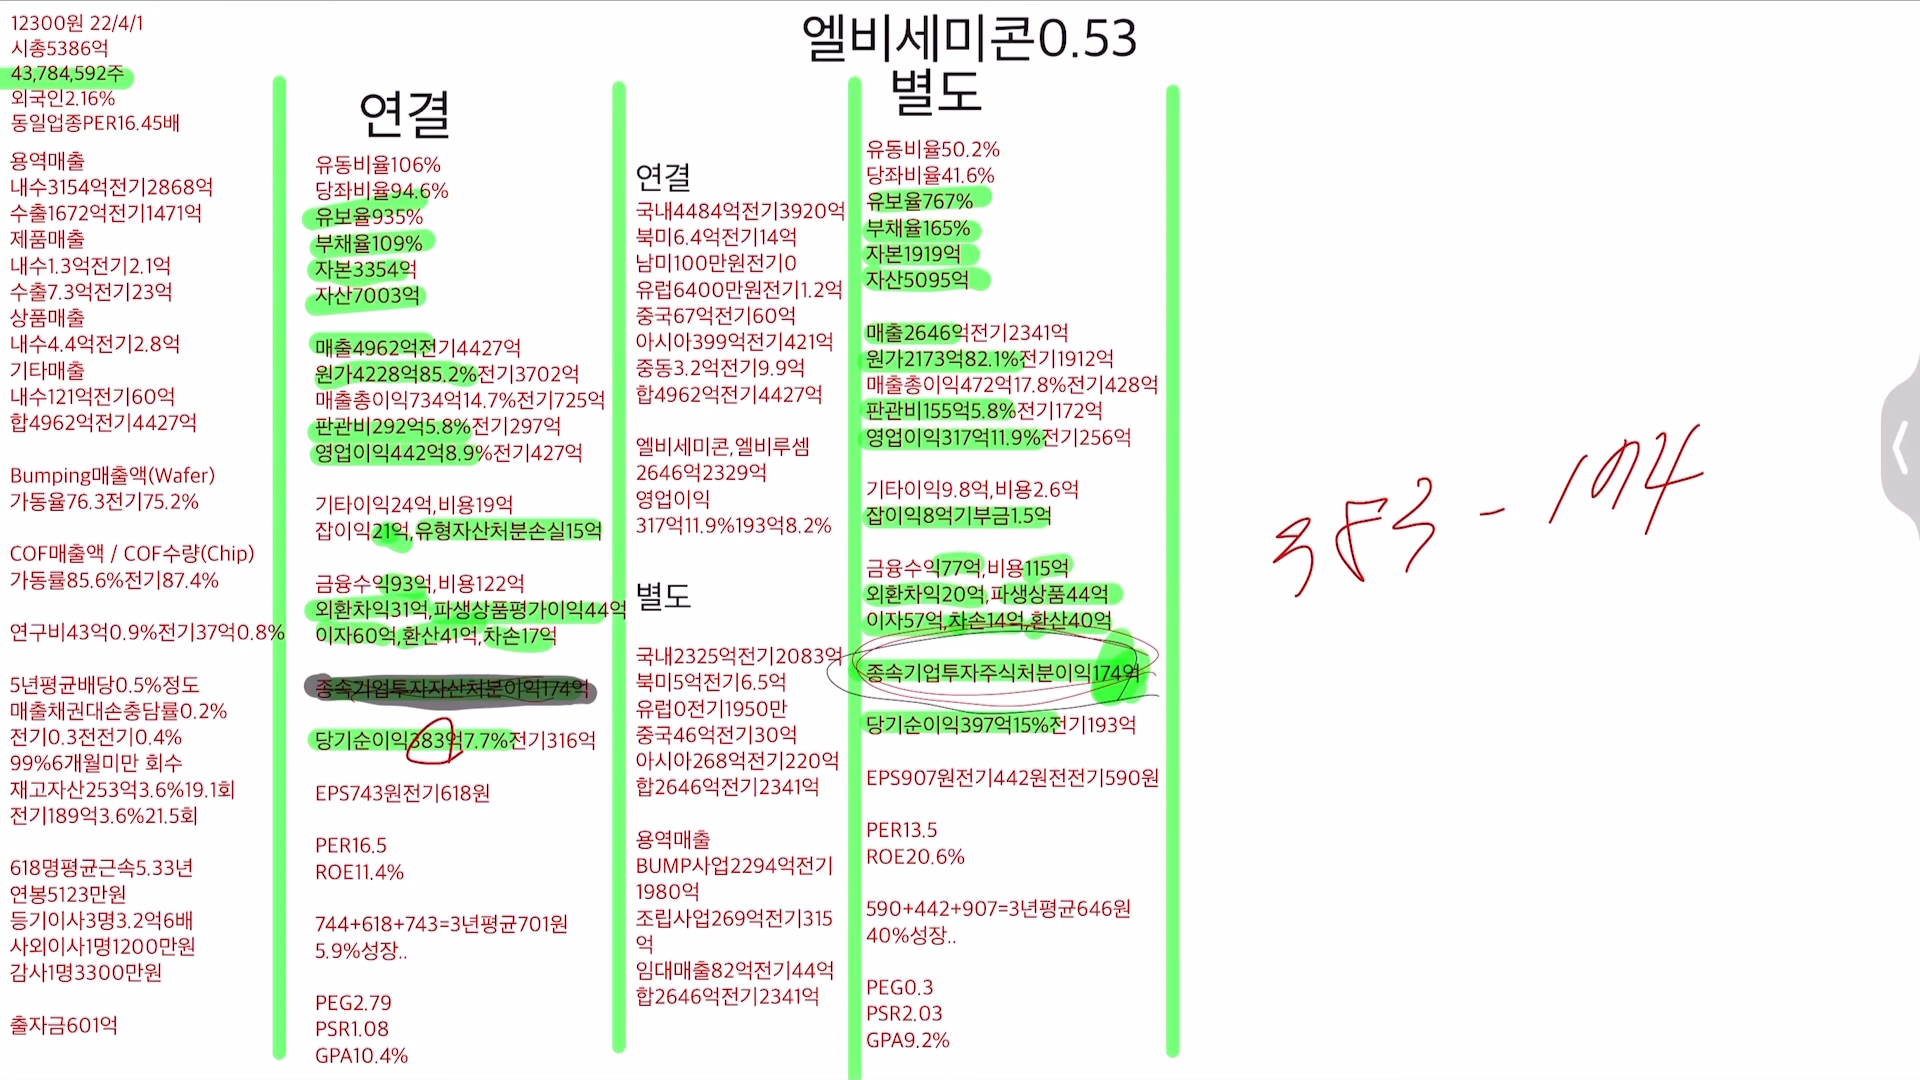 엘비세미콘0.53
12300원 22/4/1
시총5386억
43,784,592주
외국인2.16%
동일업종PER16.45배
용역매출
내수3154억전기2868억
수출1672억전기1471억
제품매출
내수1.3억전기2.1억
수출7.3억전기23억
상품매출
내수4.4억전기2.8억
기타매출
내수121억전기60억
합4962억전기4427억
Bumping매출액(Wafer)
가동율76.3전기75.2%
COF매출액 / COF수량(Chip)
가동률85.6%전기87.4%
연구비43억0.9%전기37억0.8%
5년평균배당0.5%정도
매출채권대손충담률0.2%
전기0.3전전기0.4%
99%6개월미만 회수
재고자산253억3.6%19.1회
전기189억3.6%21.5회
618명평균근속5.33년
연봉5123만원
등기이사3명3.2억6배
사외이사1명1200만원
감사1명3300만원
출자금601억
연결
유동비율106%
당좌비율94.6%
유보율935%
부채율109%
자본3354억
자산7003억
매출4962억전기4427억
원가4228억85.2%전기3702억
매출총이익734억14.7%전기725억
판관비292억5.8%전기297억
영업이익442억8.9%전기427억
기타이익24억,비용19억
잡이익21억,유형자산처분손실15억
금융수익93억,비용122억
외환차익31억,파생상품평가이익44억
이자60억,환산41억,차손17억
종속기업투자자산처분이익174억
당기순이익383억7.7%전기316억
EPS743원전기618원
PER16.5
ROE11.4%
744+618+743=3년평균701원
5.9%성장..
PEG2.79
PSR1.08
GPA10.4%
연결
국내4484억전기3920억
북미6.4억전기14억
남미100만원전기0
유럽6400만원전기1.2억
중국67억전기60억
아시아399억전기421억
중동3.2억전기9.9억
합4962억전기4427억
엘비세미콘,엘비루셈
2646억2329억
영업이익
317억11.9%193억8.2%
별도
국내2325억전기2083억
북미5억전기6.5억
유럽0전기1950만
중국46억전기30억
아시아268억전기220억
합2646억전기2341억
용역매출
BUMP사업2294억전기
1980억
조립사업269억전기315
억
임대매출82억전기44억
합2646억전기2341억
별도
유동비율50.2%
당좌비율41.6%
유보율767%
부채율165%
자본1919억
자산5095억
매출2646억전기2341억
원가2173억82.1%전기1912억
매출총이익472억17.8%전기428억
판관비155억5.8%전기172억
영업이익317억11.9%전기256억
기타이익9.8억,비용2.6억
잡이익8억기부금1.5억
금융수익77억,비용115억
외환차익20억,파생상품44억
이자57억,차손14억,환산40억
종속기업투자주식처분이익174억
당기순이익397억15%전기193억
EPS907원전기442원전전기590원
PER13.5
ROE20.6%
590+442+907=3년평균646원
40%성장..
PEG0.3
PSR2.03
GPA9.2%
383 - 174